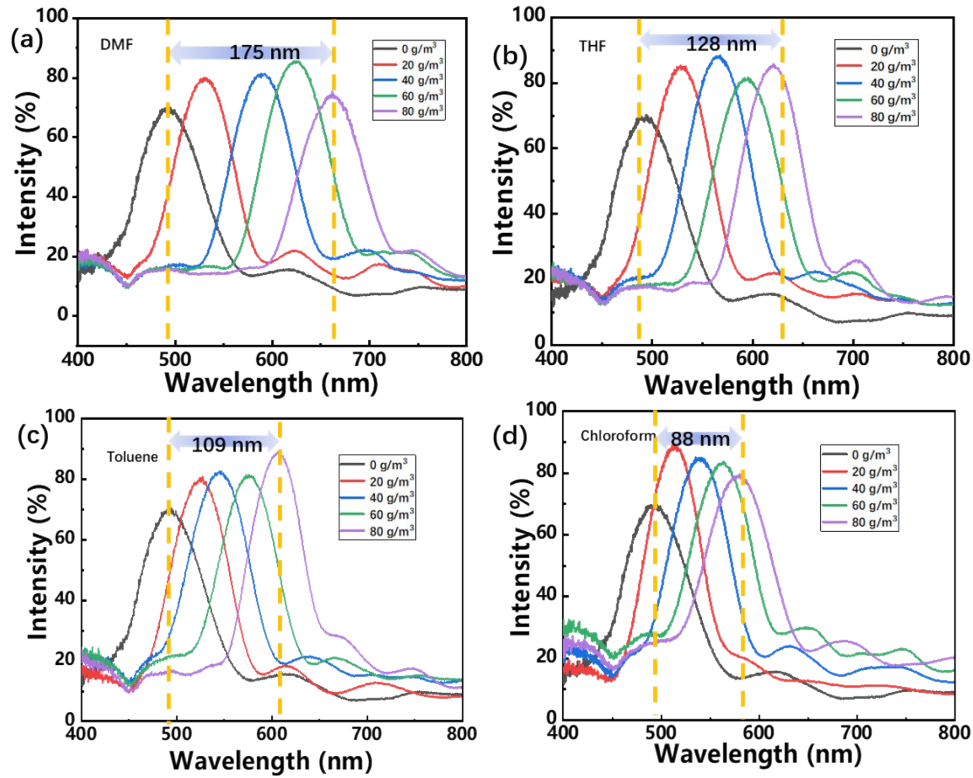 (a)
DMF
175 nm
0 g/m³
20 g/m³
40 g/m³
60 g/m³
80 g/m³
100
80
60
40
20
0
Intensity (%)
400 500 600 700 800
Wavelength (nm)
(b)
THF
128 nm
0 g/m³
20 g/m³
40 g/m³
60 g/m³
80 g/m³
100
80
60
40
20
0
Intensity (%)
400 500 600 700 800
Wavelength (nm)
(c)
Toluene
109 nm
0 g/m³
20 g/m³
40 g/m³
60 g/m³
80 g/m³
100
80
60
40
20
0
Intensity (%)
400 500 600 700 800
Wavelength (nm)
(d)
Chloroform
88 nm
0 g/m³
20 g/m³
40 g/m³
60 g/m³
80 g/m³
100
80
60
40
20
0
Intensity (%)
400 500 600 700 800
Wavelength (nm)